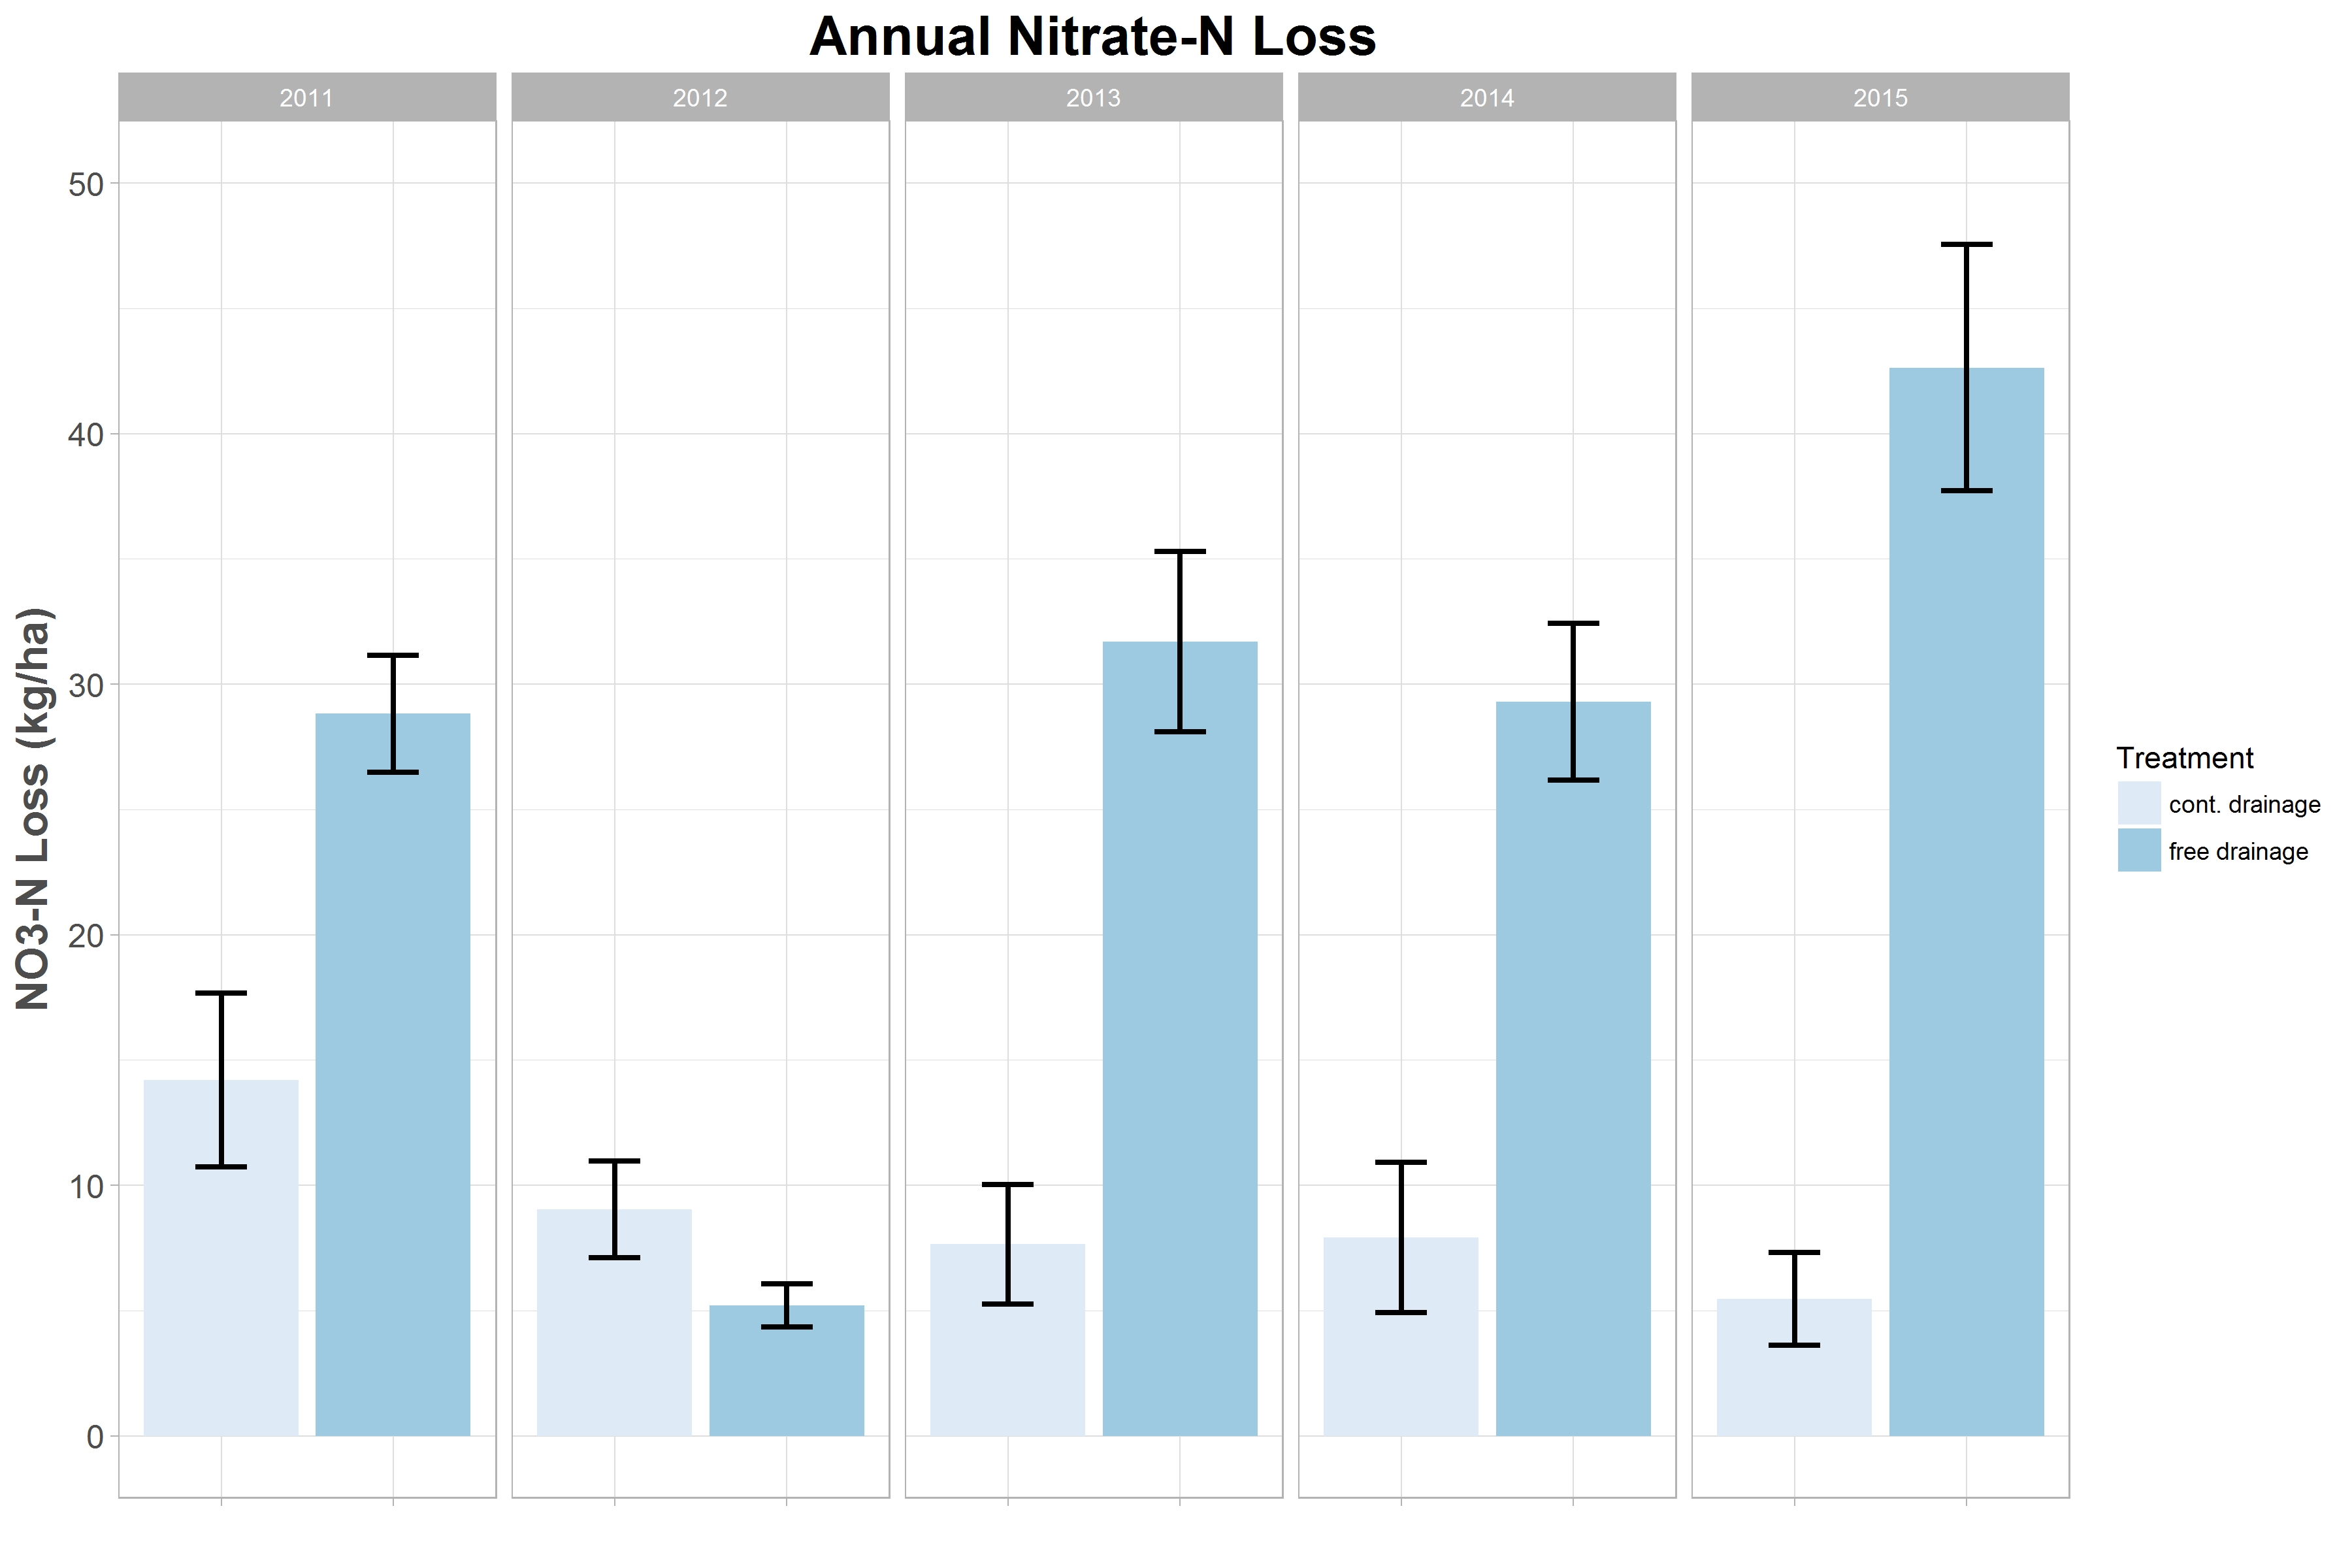 Annual Nitrate-N Loss
2011 2012 2013 2014 2015
50
40
30
20
10
0
NO3-N Loss (kg/ha)
Treatment
cont. drainage
free drainage